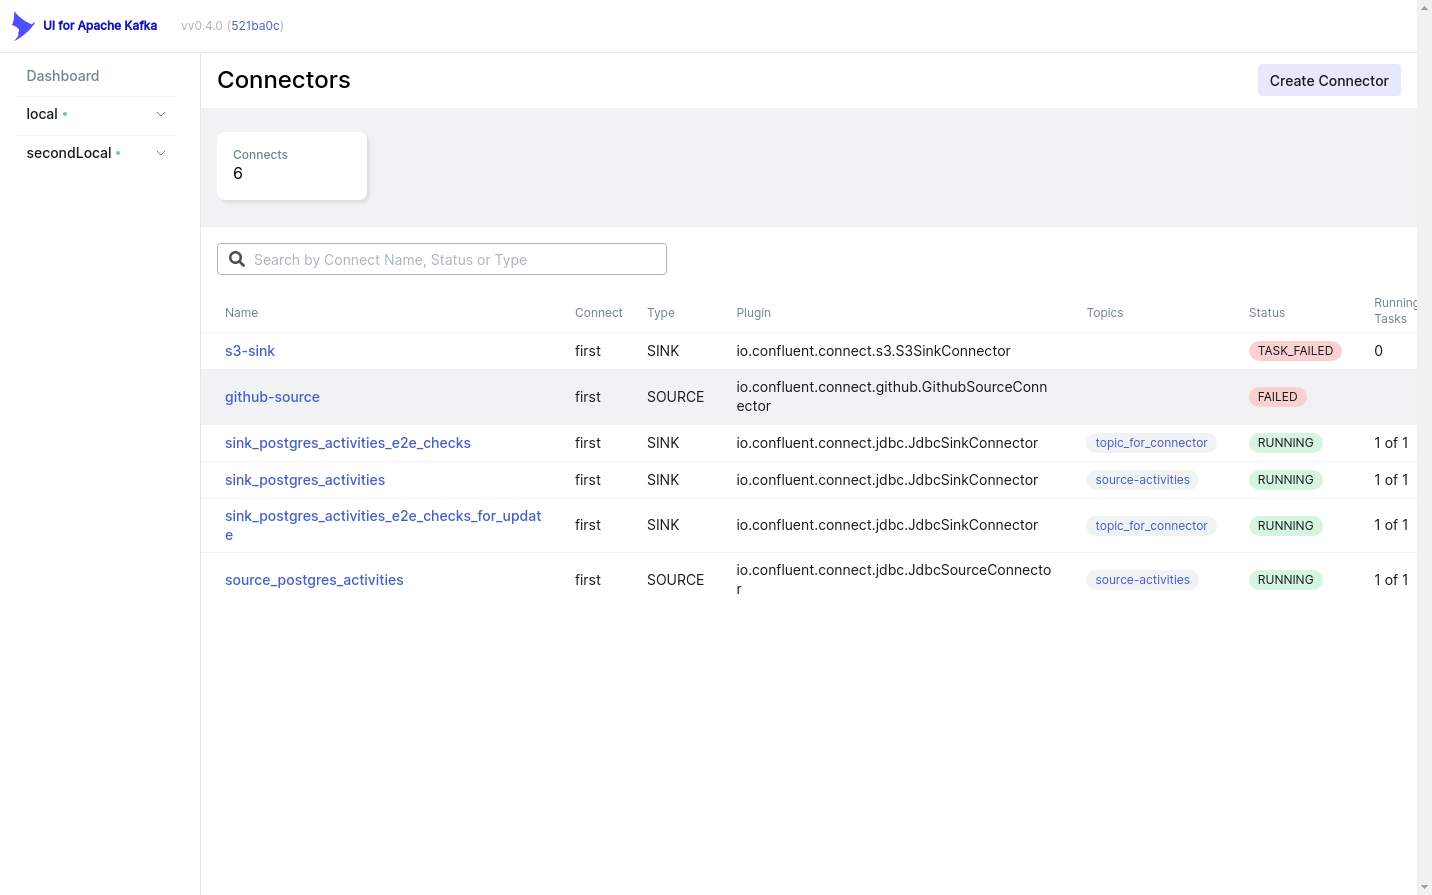 UI for Apache Kafka vv0.4.0 (521ba0c)
Dashboard
local
secondLocal
Connectors
Create Connector
Connects
6
Search by Connect Name, Status or Type
Name Connect Type Plugin Topics Status Running
Tasks
s3-sink first SINK io.confluent.connect.s3.S3SinkConnector TASK_FAILED 0
github-source first SOURCE io.confluent.connect.github.GithubSourceConn
ector FAILED
sink_postgres_activities_e2e_checks first SINK io.confluent.connect.jdbc.JdbcSinkConnector topic_for_connector RUNNING 1 of 1
sink_postgres_activities first SINK io.confluent.connect.jdbc.JdbcSinkConnector source-activities RUNNING 1 of 1
sink_postgres_activities_e2e_checks_for_updat
e first SINK io.confluent.connect.jdbc.JdbcSinkConnector topic_for_connector RUNNING 1 of 1
source_postgres_activities first SOURCE io.confluent.connect.jdbc.JdbcSourceConnecto
r source-activities RUNNING 1 of 1